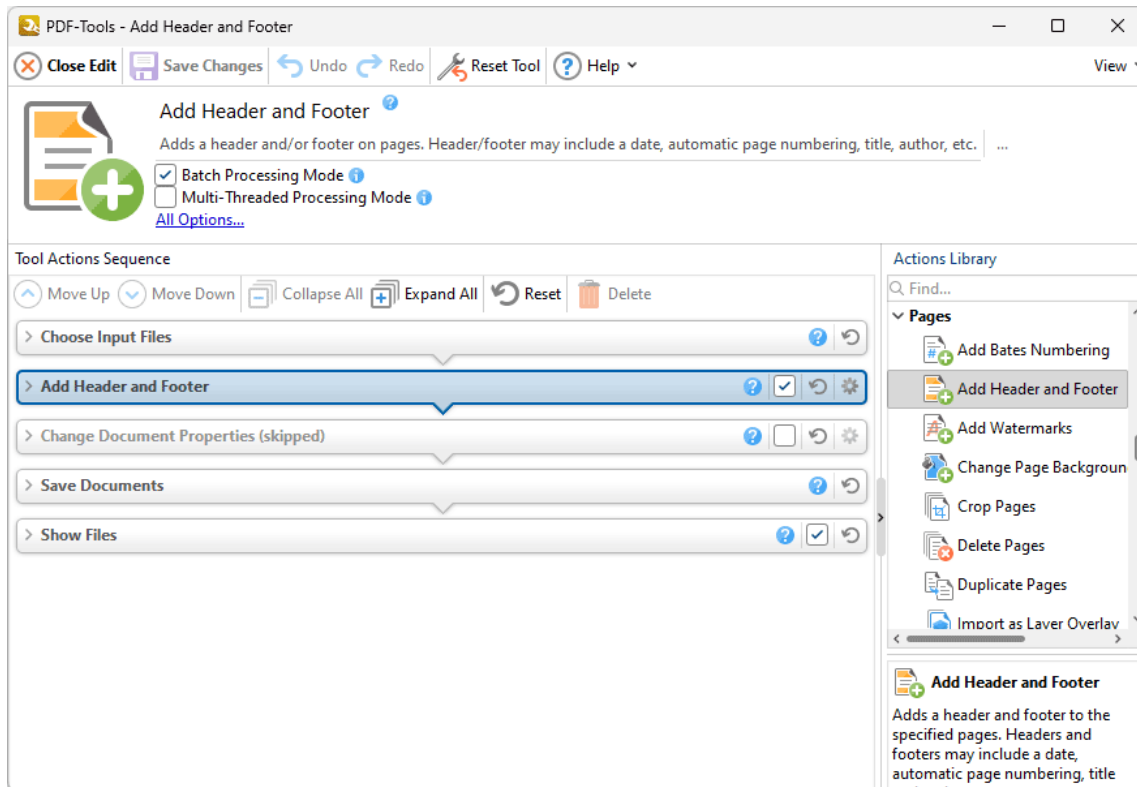 PDF-Tools - Add Header and Footer
Close Edit Save Changes Undo Redo Reset Tool ? Help View
Add Header and Footer ?
Adds a header and/or footer on pages. Header/footer may include a date, automatic page numbering, title, author, etc. ...
Batch Processing Mode i
Multi-Threaded Processing Mode i
All Options...
Tool Actions Sequence
Move Up Move Down Collapse All Expand All Reset Delete
Choose Input Files ?
Add Header and Footer ?
Change Document Properties (skipped) ?
Save Documents ?
Show Files ?
Actions Library
Find...
Pages
Add Bates Numbering
Add Header and Footer
Add Watermarks
Change Page Backgroun
Crop Pages
Delete Pages
Duplicate Pages
Import as Layer Overlay
Add Header and Footer
Adds a header and footer to the
specified pages. Headers and
footers may include a date,
automatic page numbering, title